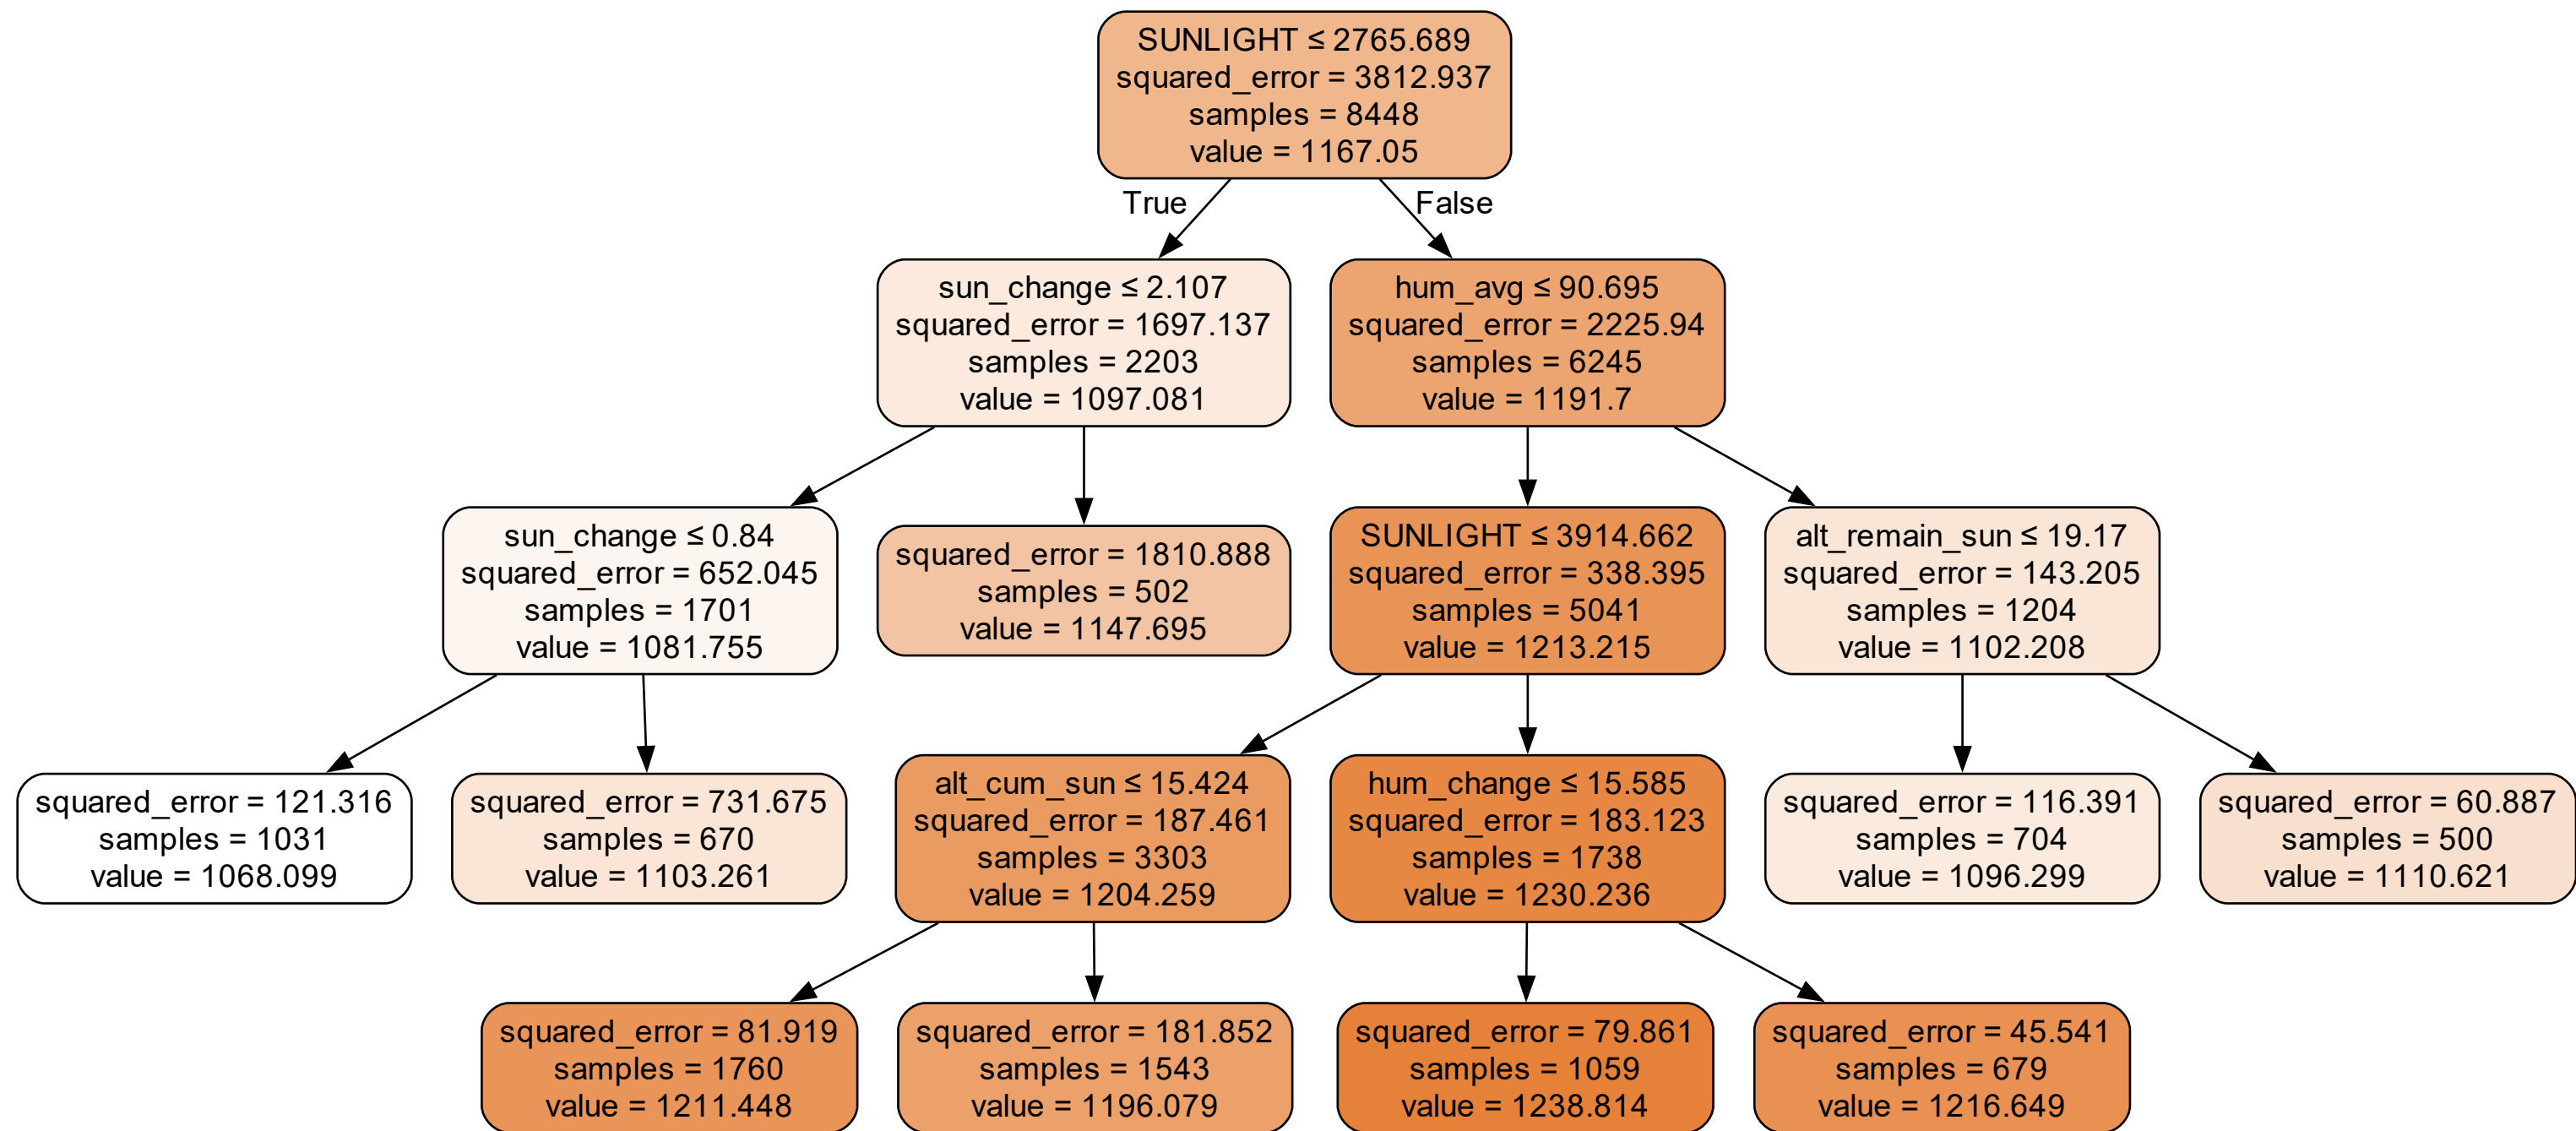 SUNLIGHT ≤ 2765.689
squared_error = 3812.937
samples = 8448
value = 1167.05
True
False
sun_change ≤ 2.107
squared_error = 1697.137
samples = 2203
value = 1097.081
hum_avg ≤ 90.695
squared_error = 2225.94
samples = 6245
value = 1191.7
sun_change ≤ 0.84
squared_error = 652.045
samples = 1701
value = 1081.755
squared_error = 1810.888
samples = 502
value = 1147.695
SUNLIGHT ≤ 3914.662
squared_error = 338.395
samples = 5041
value = 1213.215
alt_remain_sun ≤ 19.17
squared_error = 143.205
samples = 1204
value = 1102.208
squared_error = 121.316
samples = 1031
value = 1068.099
squared_error = 731.675
samples = 670
value = 1103.261
alt_cum_sun ≤ 15.424
squared_error = 187.461
samples = 3303
value = 1204.259
hum_change ≤ 15.585
squared_error = 183.123
samples = 1738
value = 1230.236
squared_error = 116.391
samples = 704
value = 1096.299
squared_error = 60.887
samples = 500
value = 1110.621
squared_error = 81.919
samples = 1760
value = 1211.448
squared_error = 181.852
samples = 1543
value = 1196.079
squared_error = 79.861
samples = 1059
value = 1238.814
squared_error = 45.541
samples = 679
value = 1216.649